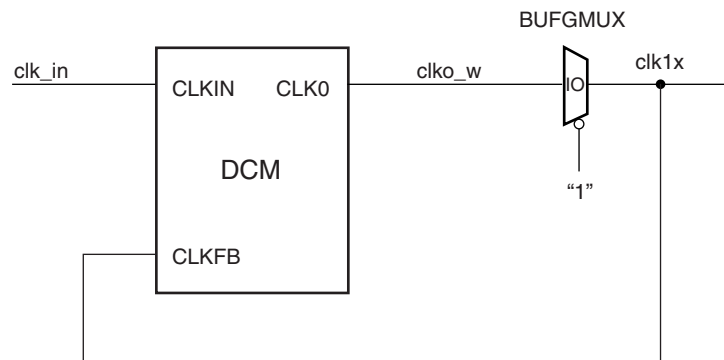 BUFGMUX
clk_in
CLKIN
CLK0
clko_w
IO
clk1x
DCM
“1”
CLKFB